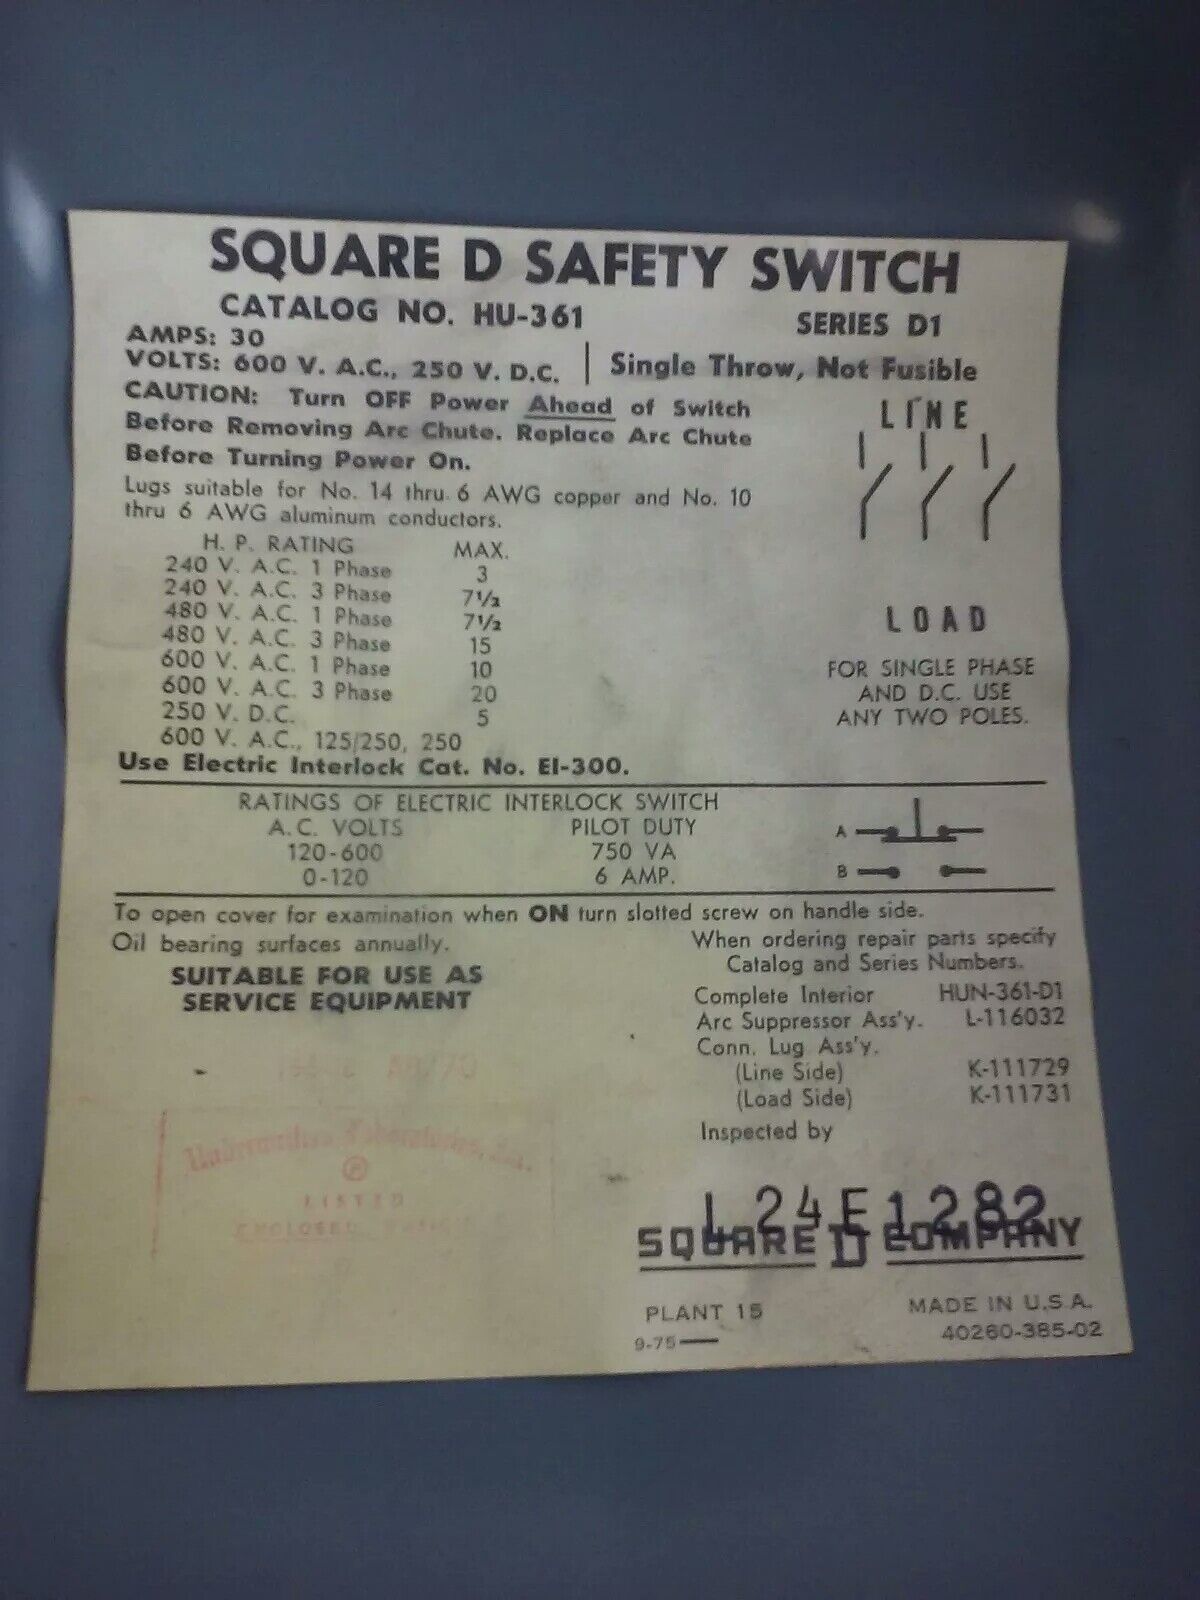 SQUARE D SAFETY SWITCH
CATALOG NO. HU-361
SERIES D1
AMPS: 30
VOLTS: 600 V. A.C., 250 V. D.C.
Single Throw, Not Fusible
CAUTION: Turn OFF Power Ahead of Switch
Before Removing Arc Chute. Replace Arc Chute
Before Turning Power On.
Lugs suitable for No. 14 thru 6 AWG copper and No. 10
thru 6 AWG aluminum conductors.
LINE
H. P. RATING MAX.
240 V. A.C. 1 Phase 3
240 V. A.C. 3 Phase 7 1/2
480 V. A.C. 1 Phase 7 1/2
480 V. A.C. 3 Phase 15
600 V. A.C. 1 Phase 10
600 V. A.C. 3 Phase 20
250 V. D.C. 5
600 V. A.C., 125/250, 250
Use Electric Interlock Cat. No. EI-300.
LOAD
FOR SINGLE PHASE
AND D.C. USE
ANY TWO POLES.
RATINGS OF ELECTRIC INTERLOCK SWITCH
A.C. VOLTS PILOT DUTY
120-600 750 VA
0-120 6 AMP.
A
B
To open cover for examination when ON turn slotted screw on handle side.
Oil bearing surfaces annually.
SUITABLE FOR USE AS
SERVICE EQUIPMENT
When ordering repair parts specify
Catalog and Series Numbers.
Complete Interior HUN-361-D1
Arc Suppressor Ass'y. L-116032
Conn. Lug Ass'y.
(Line Side) K-111729
(Load Side) K-111731
Inspected by
Underwriters Laboratories, Inc.
LISTED
ENCLOSED
L 24E1282
SQUARE D COMPANY
PLANT 15
9-75
MADE IN U.S.A.
40260-385-02